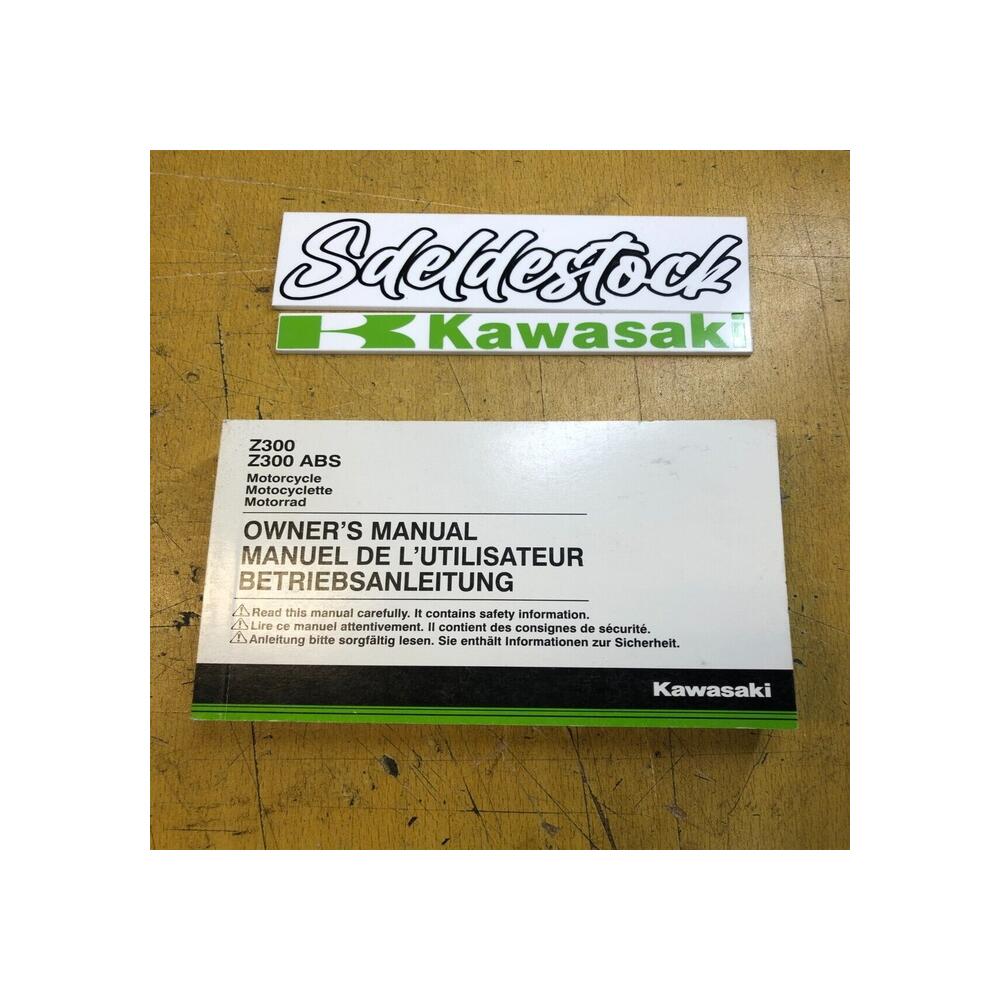 Sdeldestock
Kawasaki
Z300
Z300 ABS
Motorcycle
Motocyclette
Motorrad
OWNER'S MANUAL
MANUEL DE L'UTILISATEUR
BETRIEBSANLEITUNG
Read this manual carefully. It contains safety information.
Lire ce manuel attentivement. Il contient des consignes de sécurité.
Anleitung bitte sorgfältig lesen. Sie enthält Informationen zur Sicherheit.
Kawasaki